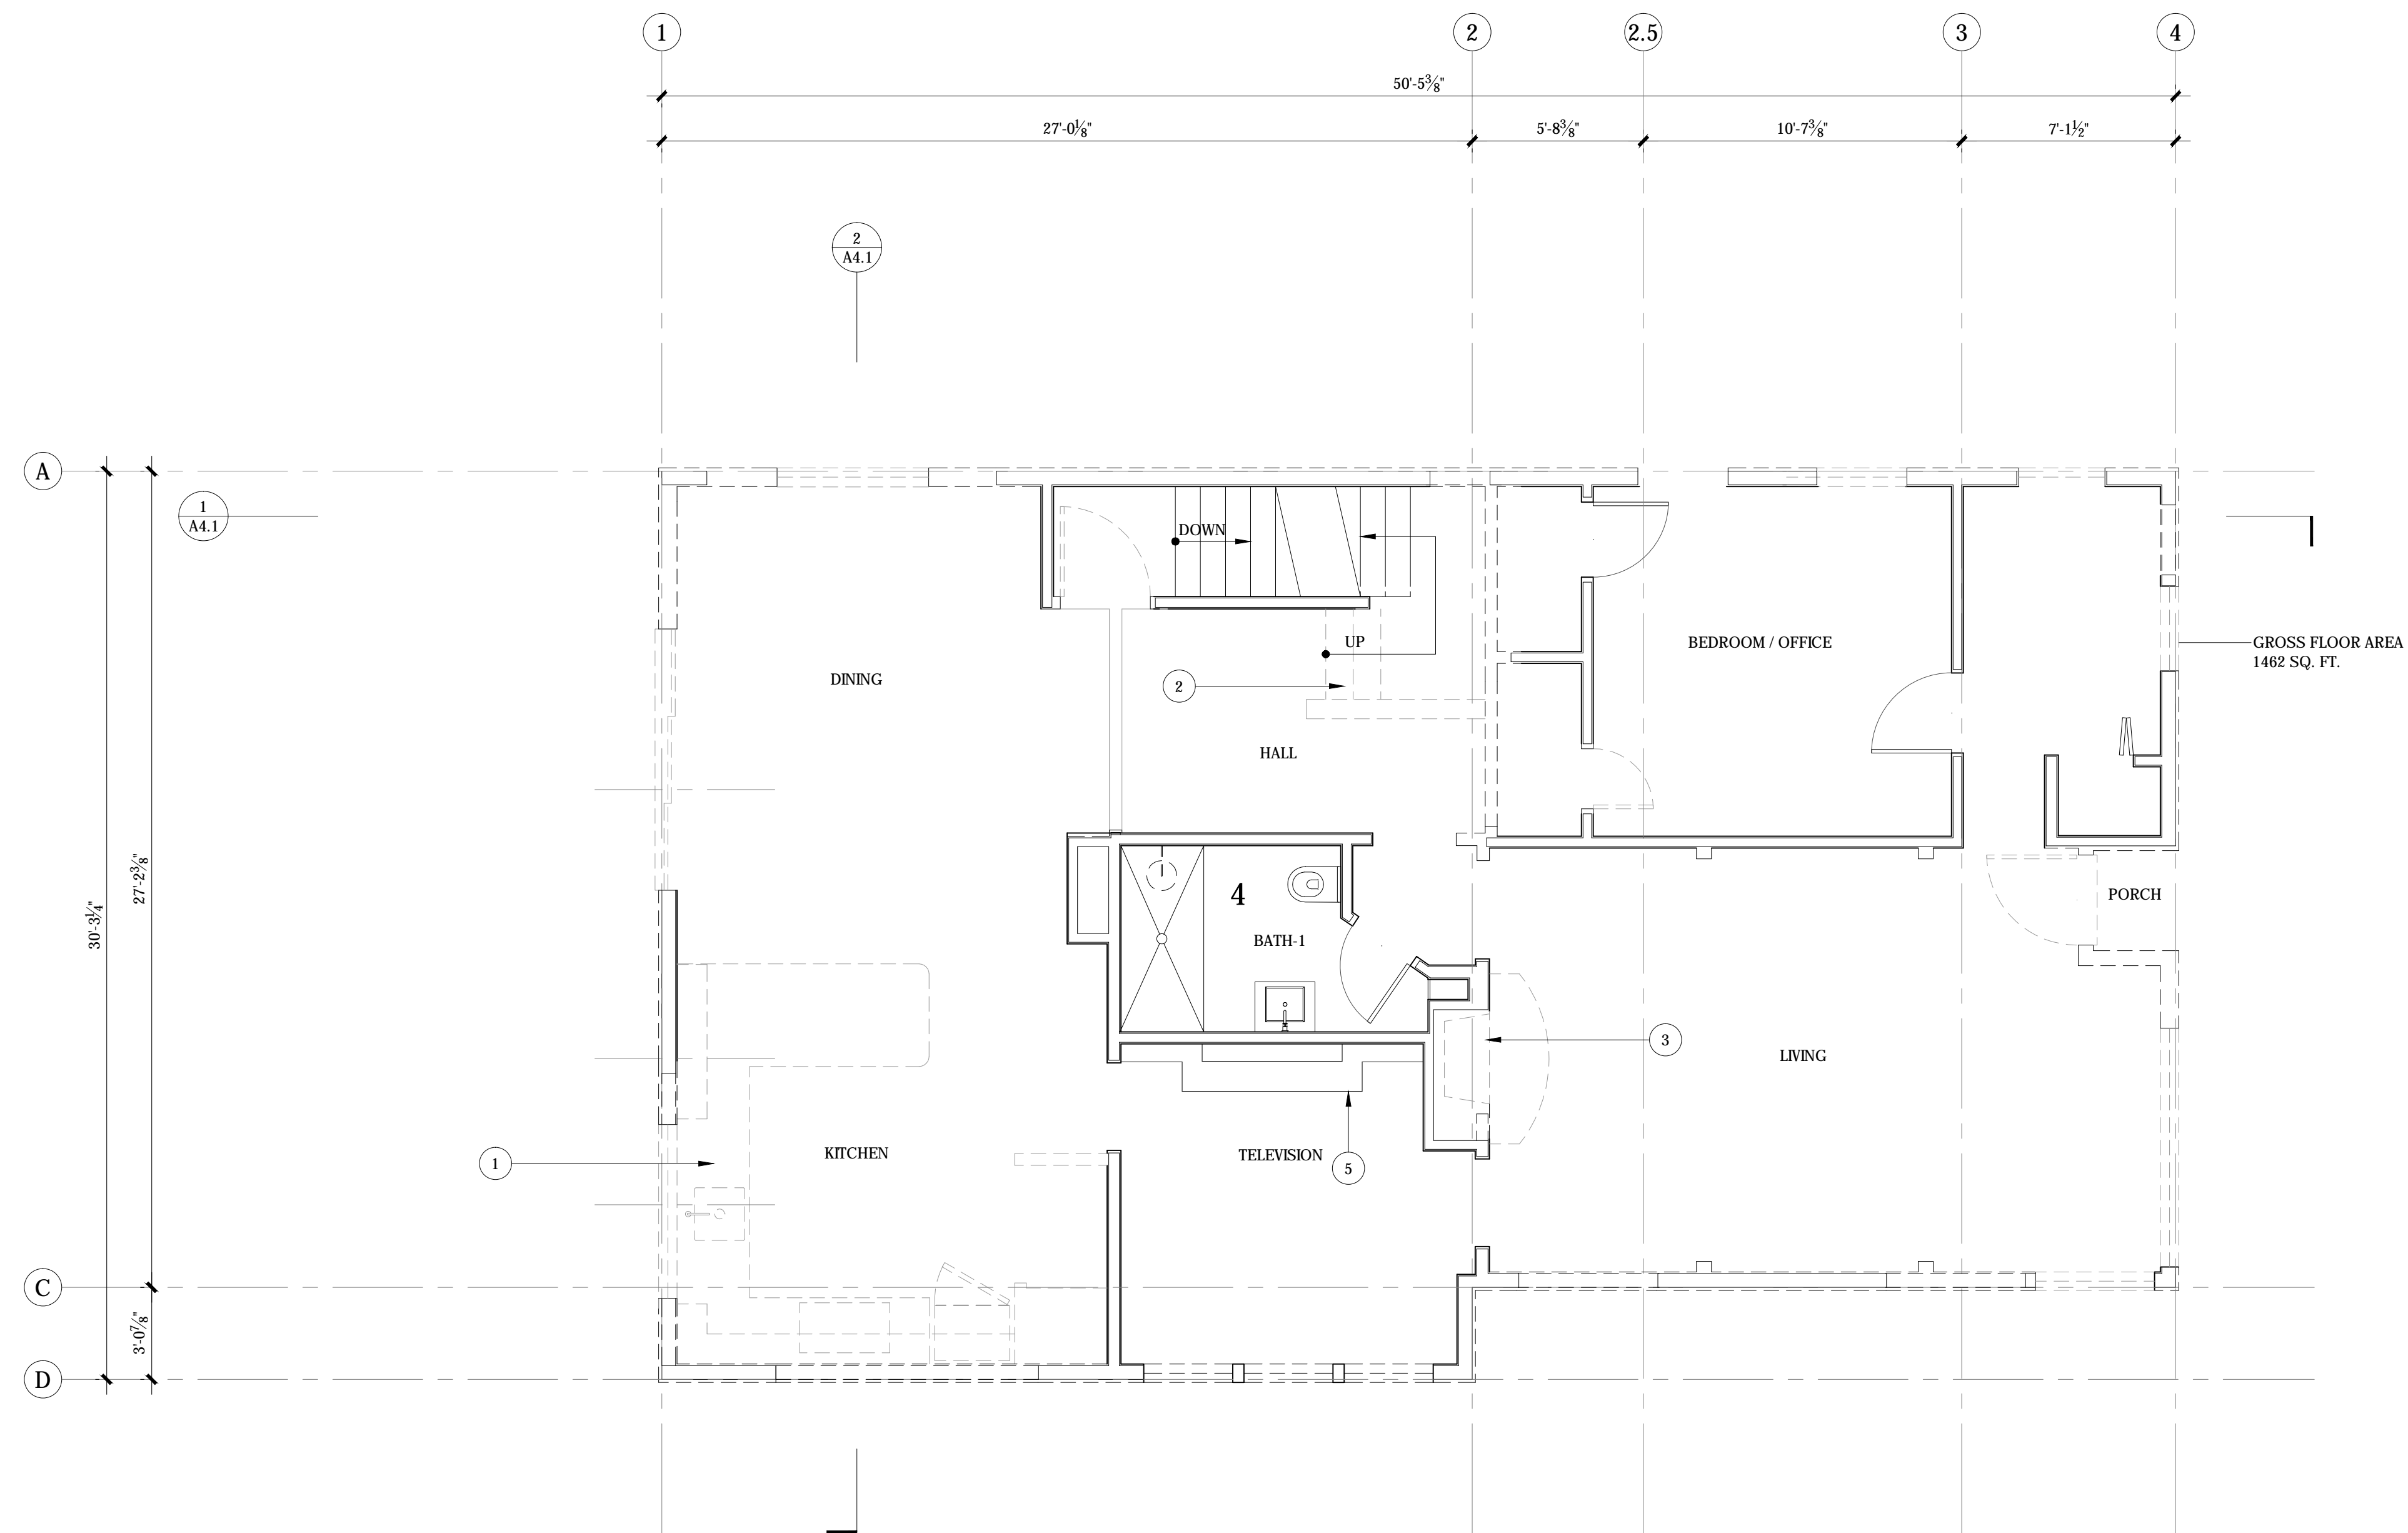 1
2
2.5
3
4
50'-5⅜"
27'-0⅛"
5'-8⅜"
10'-7⅜"
7'-1½"
2
A4.1
A
1
A4.1
DOWN
UP
BEDROOM / OFFICE
GROSS FLOOR AREA
1462 SQ. FT.
DINING
2
HALL
27'-2⅜"
30'-3¼"
4
PORCH
BATH-1
3
LIVING
KITCHEN
TELEVISION
1
5
C
3'-0⅞"
D